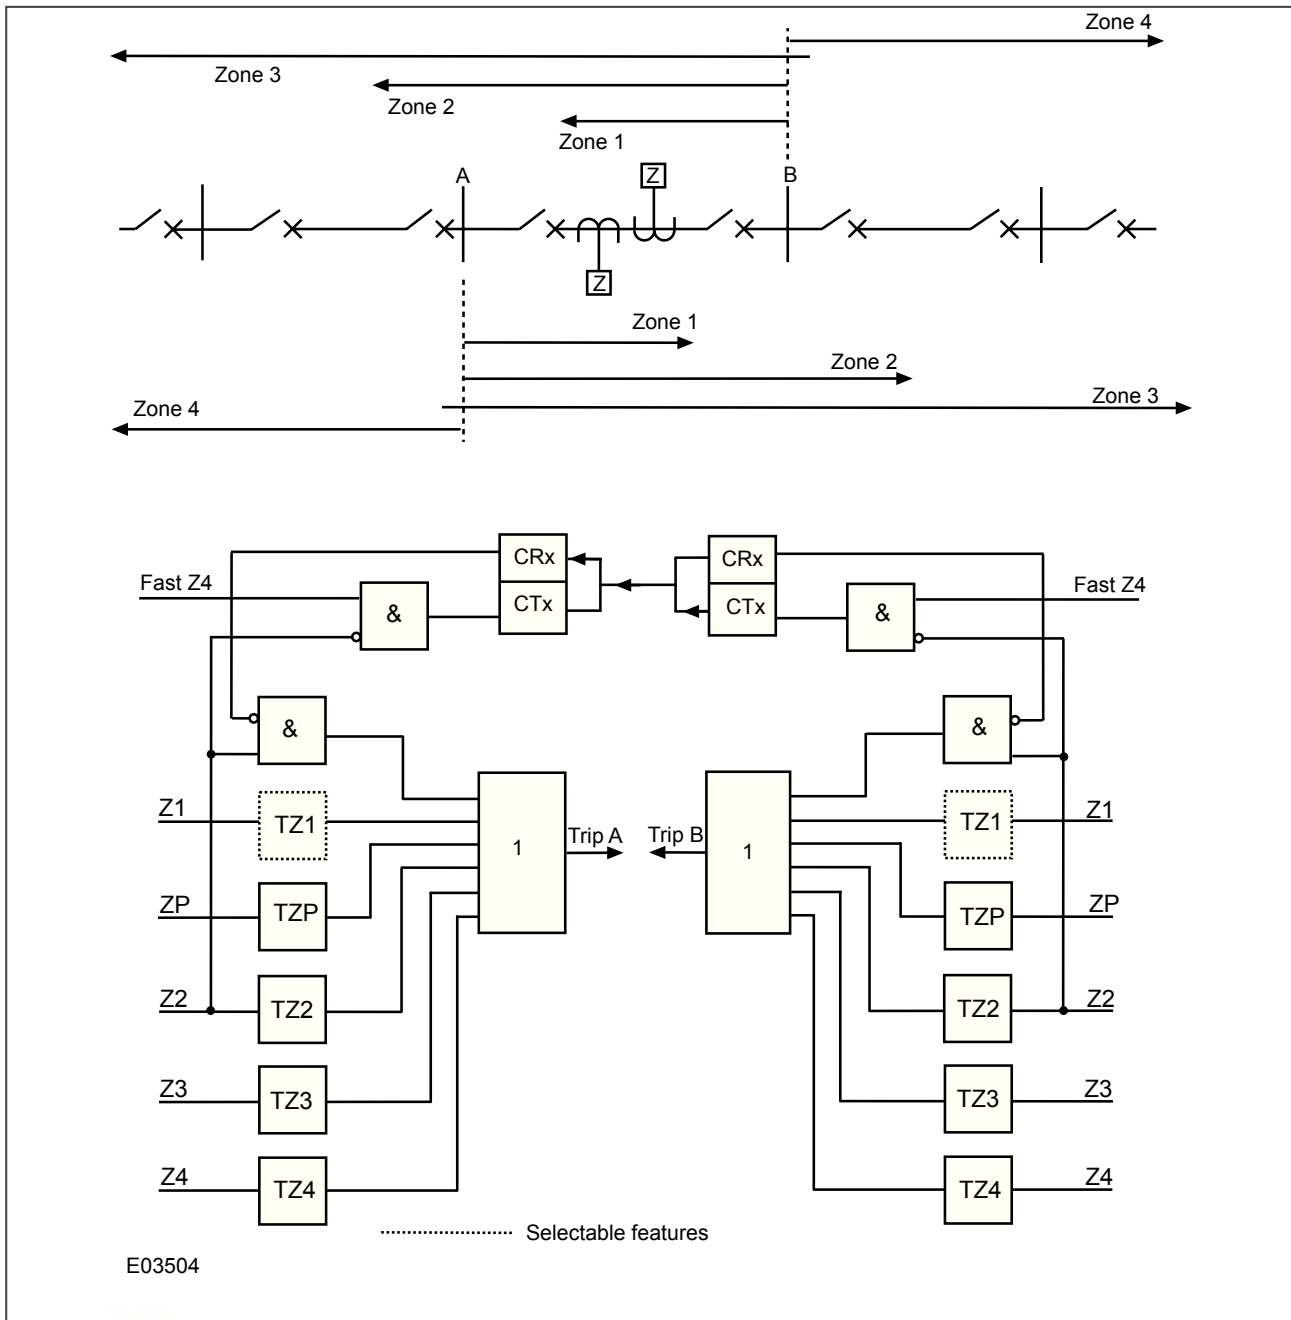 Zone 4
Zone 3
Zone 2
Zone 1
A
Z
B
Z
Zone 1
Zone 2
Zone 3
Zone 4
CRx
CRx
Fast Z4
&
CTx
CTx
&
Fast Z4
&
&
Z1
TZ1
1
Trip A
Trip B
1
TZ1
Z1
ZP
TZP
TZP
ZP
Z2
TZ2
TZ2
Z2
Z3
TZ3
TZ3
Z3
Z4
TZ4
TZ4
Z4
Selectable features
E03504